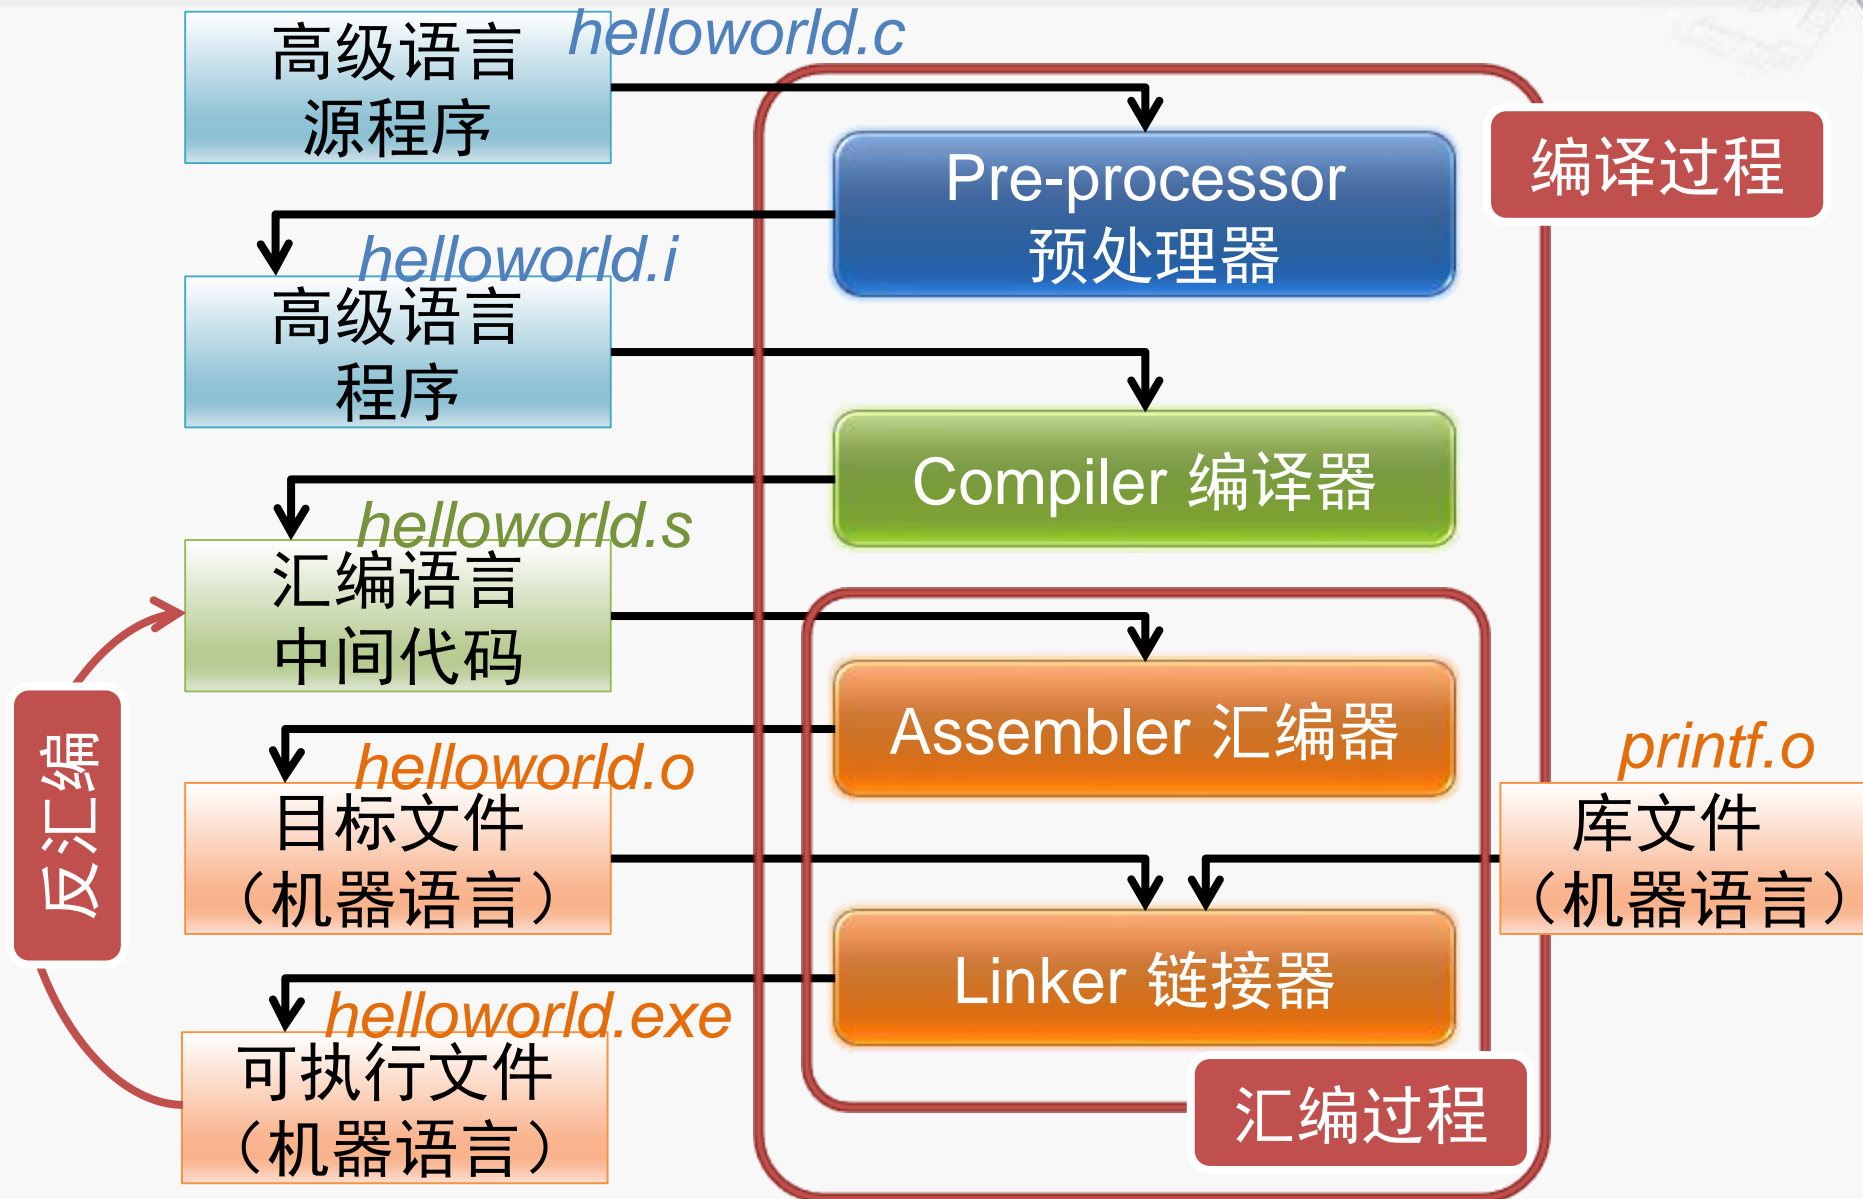 helloworld.c
高级语言
源程序
编译过程
Pre-processor
预处理器
helloworld.i
高级语言
程序
Compiler 编译器
helloworld.s
汇编语言
中间代码
Assembler 汇编器
反汇编
printf.o
helloworld.o
目标文件
（机器语言）
库文件
（机器语言）
Linker 链接器
helloworld.exe
可执行文件
（机器语言）
汇编过程